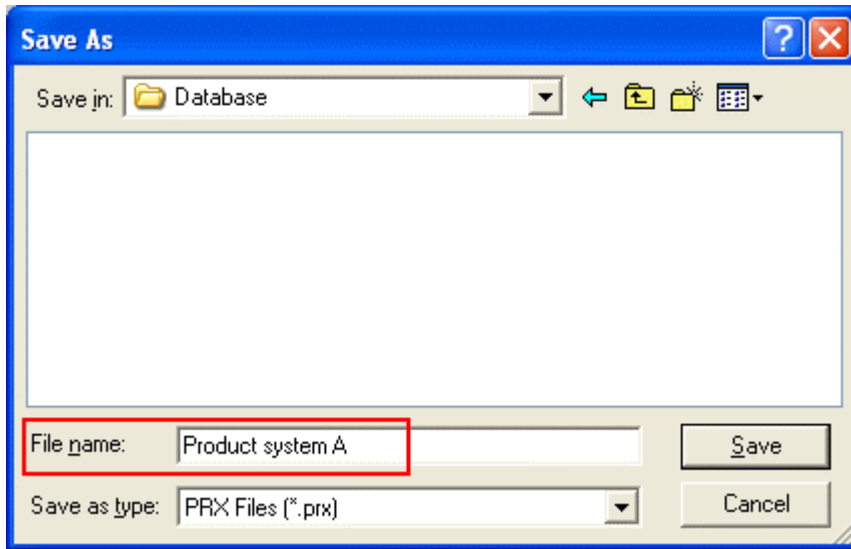 Save As
Save in: Database
File name: Product system A Save
Save as type: PRX Files (*.prx) Cancel